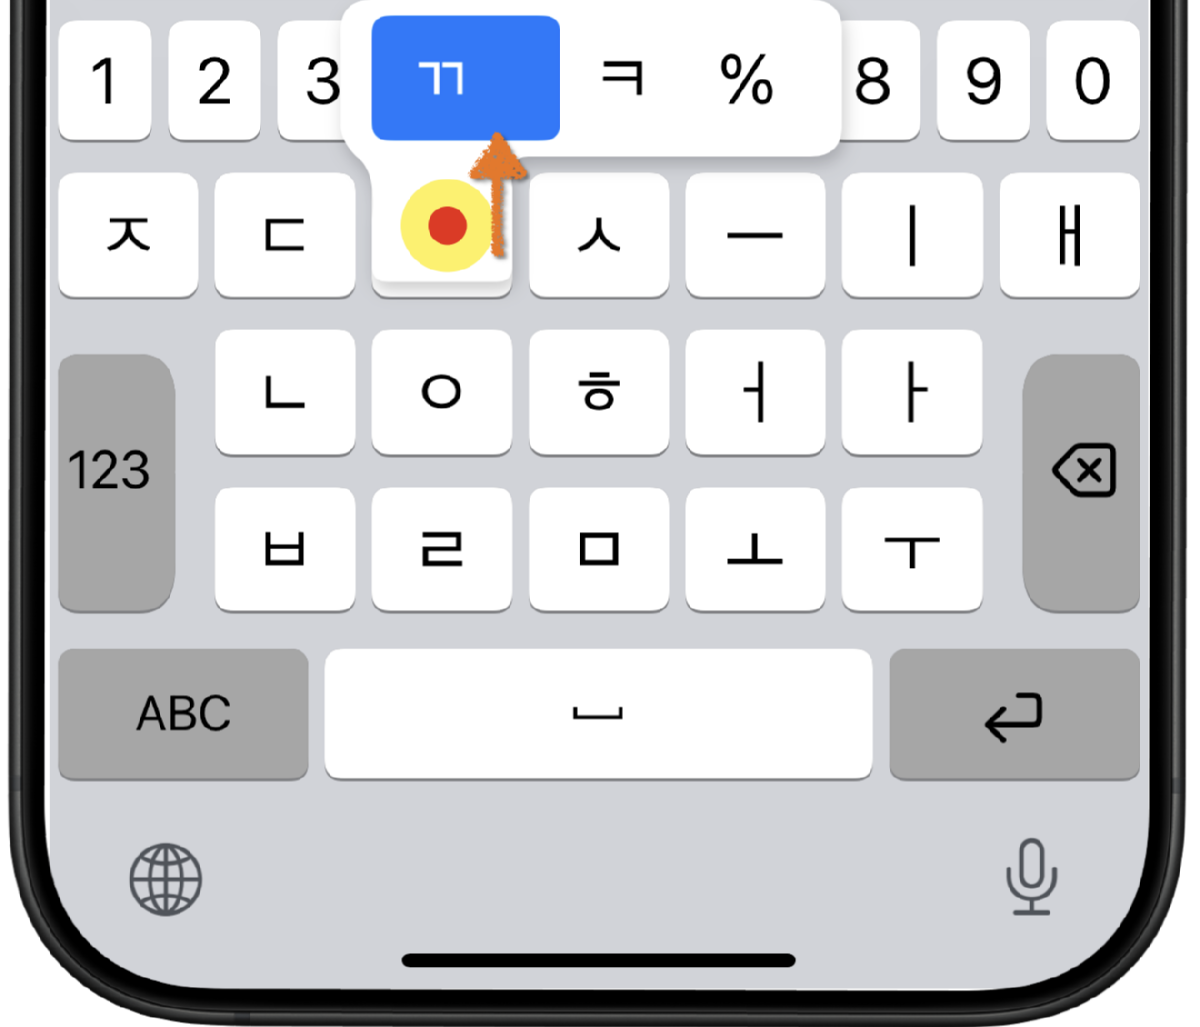 1 2 3 ㄲ ㅋ % 8 9 0
ㅈ ㄷ ㅅ ㅡ ㅣ ㅐ
ㄴ ㅇ ㅎ ㅓ ㅏ
123
ㅂ ㄹ ㅁ ㅗ ㅜ
ABC